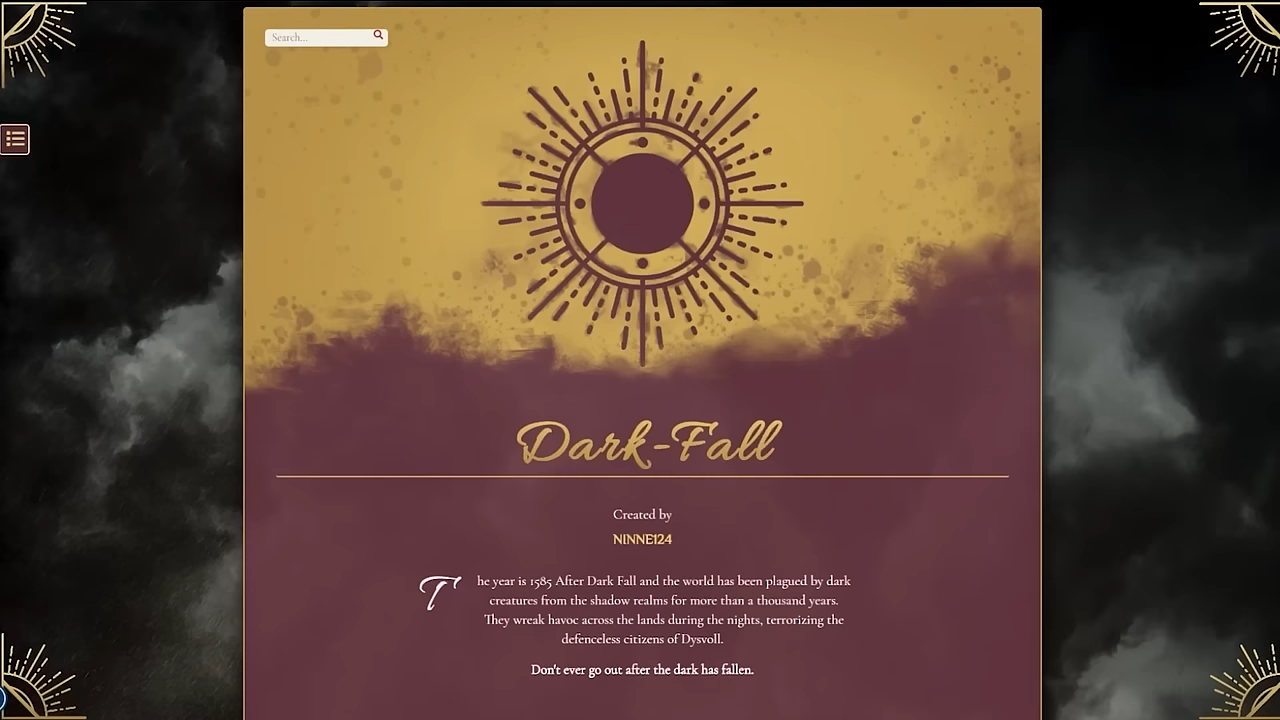 Search...
Dark-Fall
Created by
NINNE124
The year is 1585 After Dark Fall and the world has been plagued by dark
creatures from the shadow realms for more than a thousand years.
They wreak havoc across the lands during the nights, terrorizing the
defenceless citizens of Dysvoll.
Don't ever go out after the dark has fallen.